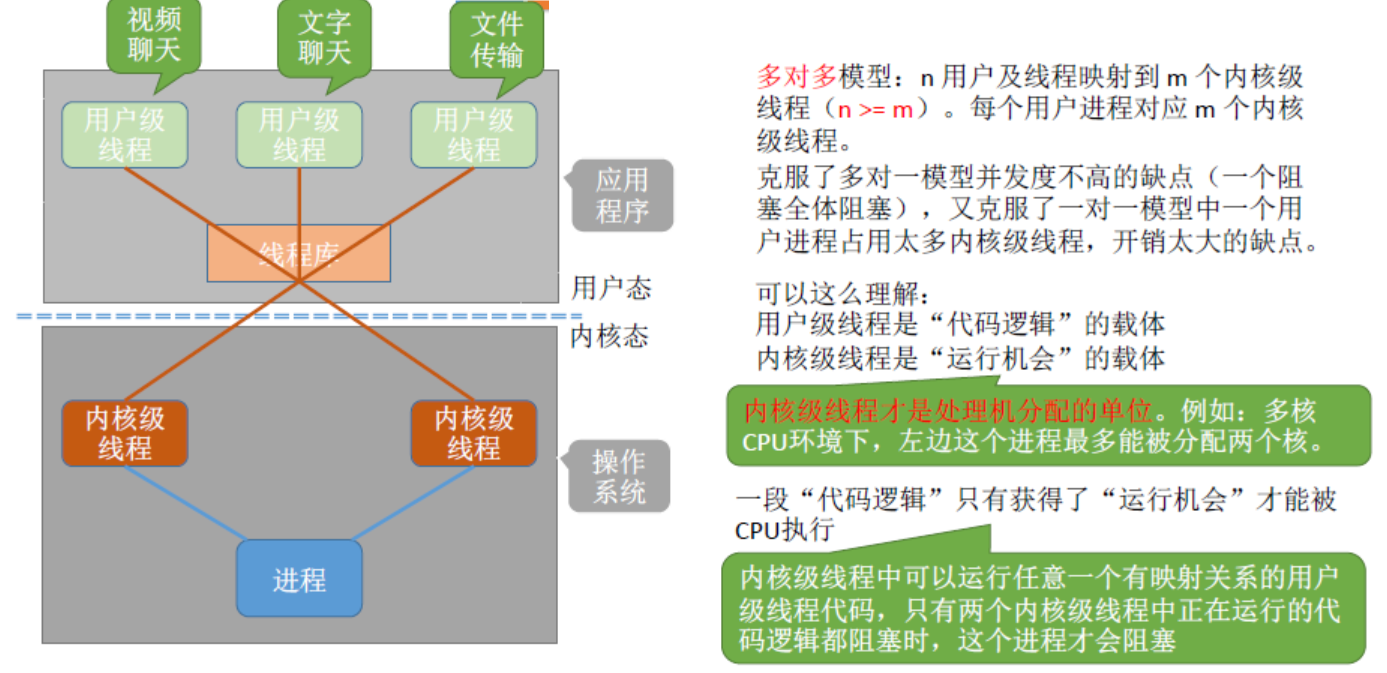 视频
聊天
文字
聊天
文件
传输
用户级
线程
用户级
线程
用户级
线程
应用
程序
线程库
用户态
内核态
内核级
线程
内核级
线程
操作
系统
进程
多对多模型：n 用户及线程映射到 m 个内核级
线程（n >= m）。每个用户进程对应 m 个内核
级线程。
克服了多对一模型并发度不高的缺点（一个阻
塞全体阻塞），又克服了一对一模型中一个用
户进程占用太多内核级线程，开销太大的缺点。
可以这么理解：
用户级线程是“代码逻辑”的载体
内核级线程是“运行机会”的载体
内核级线程才是处理机分配的单位。例如：多核
CPU环境下，左边这个进程最多能被分配两个核。
一段“代码逻辑”只有获得了“运行机会”才能被
CPU执行
内核级线程中可以运行任意一个有映射关系的用户
级线程代码，只有两个内核级线程中正在运行的代
码逻辑都阻塞时，这个进程才会阻塞